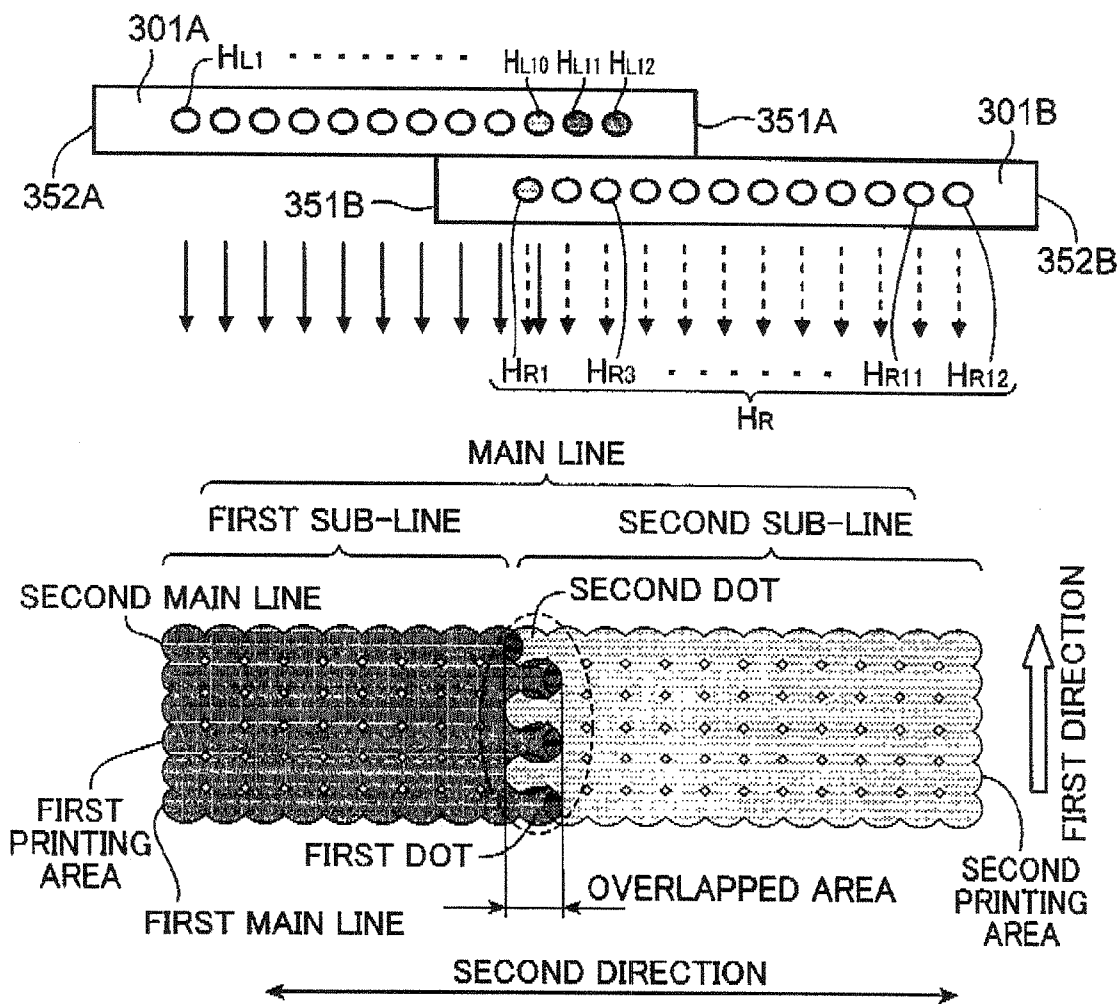 301A
HL1 · · · · · · · · HL10 HL11 HL12
351A
301B
352A
351B
352B
HR1 HR3 · · · · · · · HR11 HR12
HR
MAIN LINE
FIRST SUB-LINE
SECOND SUB-LINE
SECOND MAIN LINE
SECOND DOT
FIRST DIRECTION
FIRST
PRINTING
AREA
FIRST DOT
OVERLAPPED AREA
SECOND
PRINTING
AREA
FIRST MAIN LINE
SECOND DIRECTION